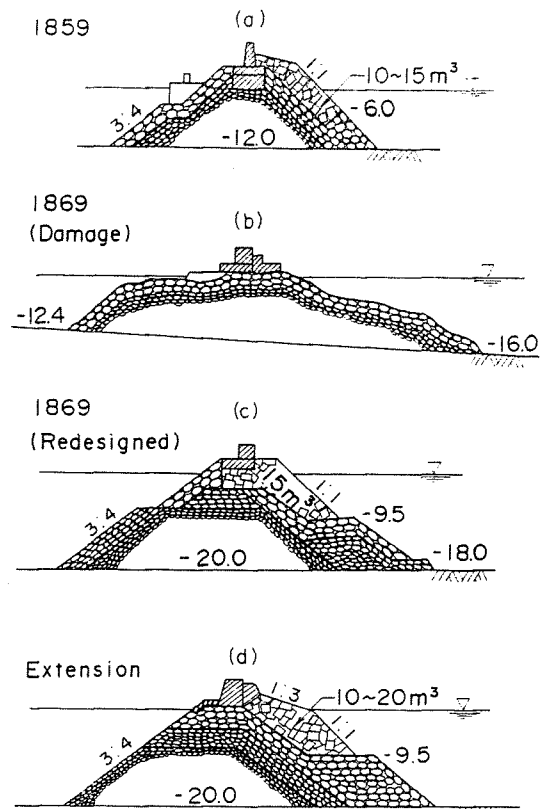 1859
(a)
1:1
10~15m³
-6.0
3:4
-12.0
1869
(Damage)
(b)
-12.4
-16.0
1869
(Redesigned)
(c)
15m³
1:1
-9.5
3:4
-20.0
-18.0
Extension
(d)
1:3
10~20m³
1:1
3:4
-9.5
-20.0